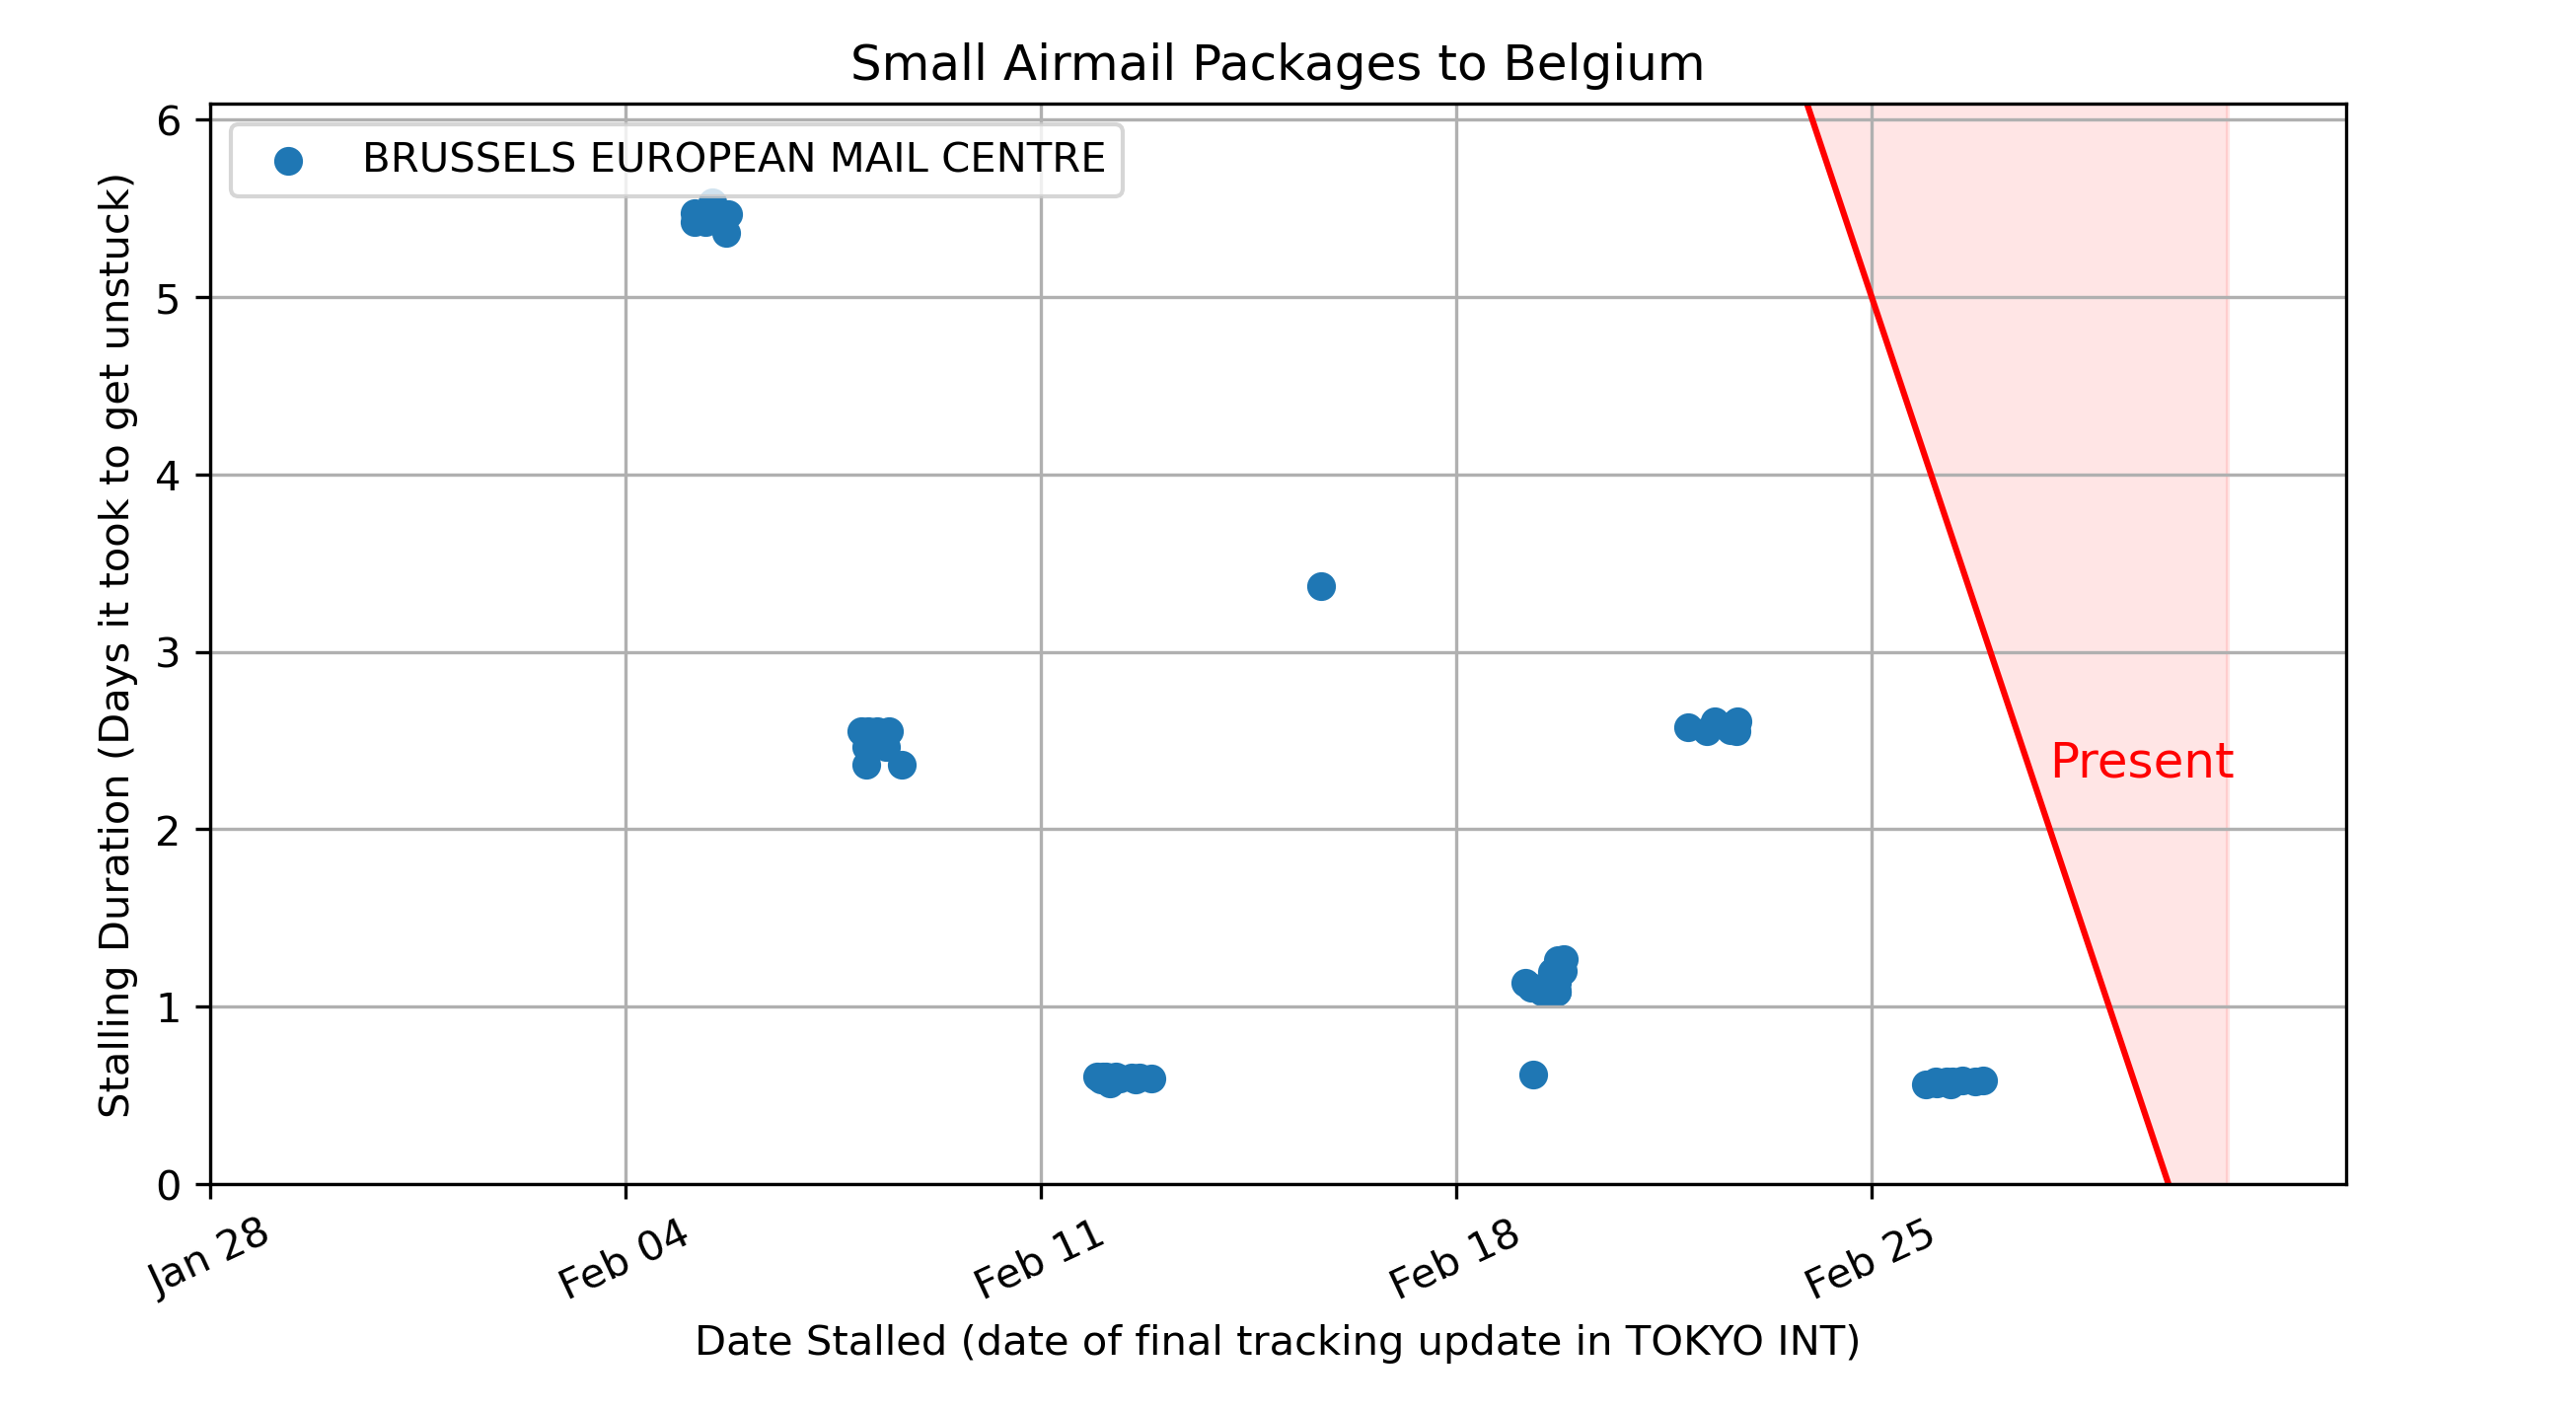 Small Airmail Packages to Belgium
BRUSSELS EUROPEAN MAIL CENTRE
Stalling Duration (Days it took to get unstuck)
6
5
4
3
2
1
0
Present
Jan 28
Feb 04
Feb 11
Feb 18
Feb 25
Date Stalled (date of final tracking update in TOKYO INT)